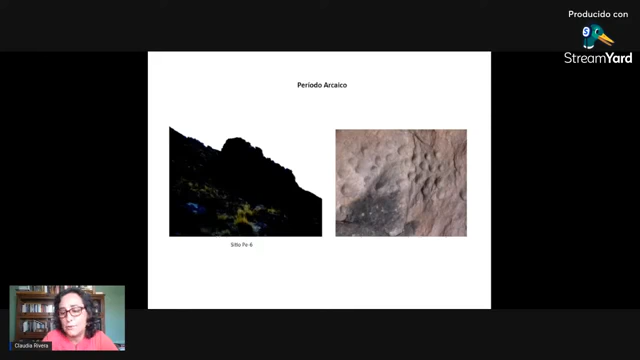 Producido con
StreamYard
Período Arcaico
Sitio Pe-6
Claudia Rivera